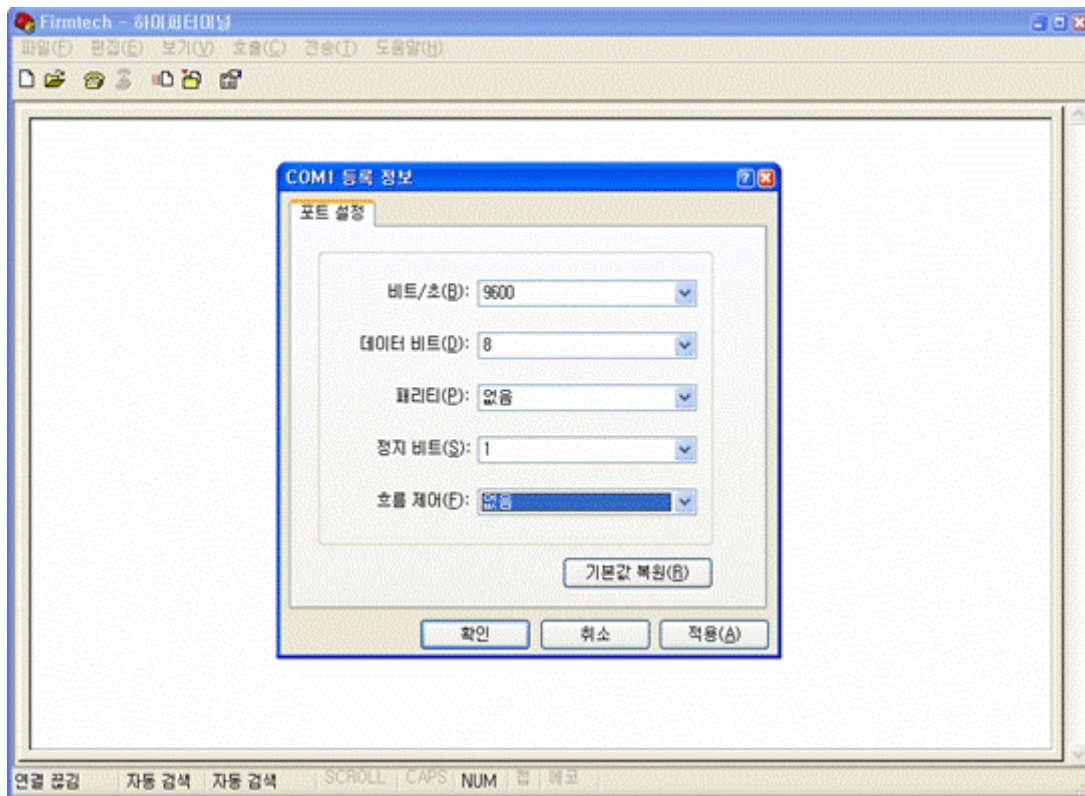 Firmtech - 하이퍼터미널
파일(F) 편집(E) 보기(V) 호출(C) 전송(T) 도움말(H)
COM1 등록 정보
포트 설정
비트/초(B): 9600
데이터 비트(D): 8
패리티(P): 없음
정지 비트(S): 1
흐름 제어(F): 없음
기본값 복원(R)
확인 취소 적용(A)
연결 끊김 자동 검색 자동 검색 SCROLL CAPS NUM 캡 에코